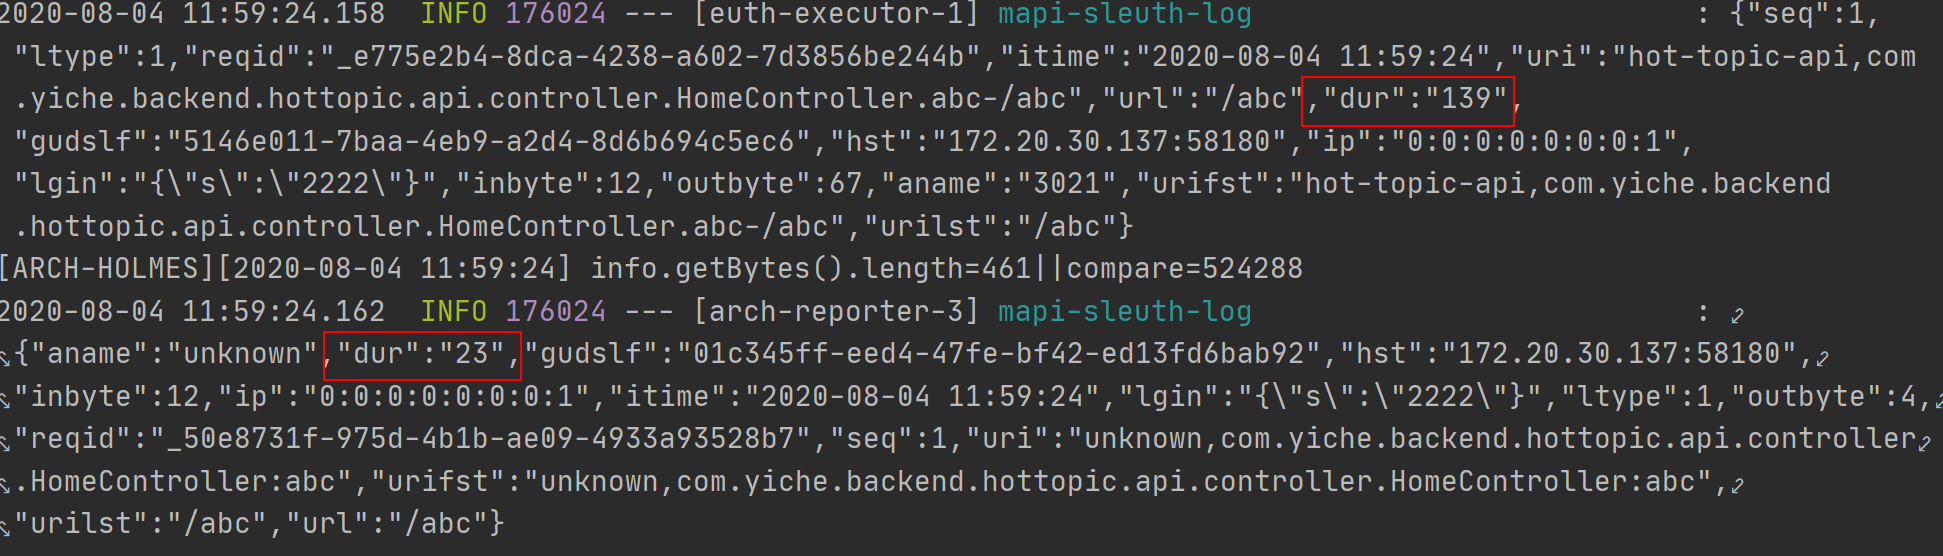 2020-08-04 11:59:24.158  INFO 176024 --- [euth-executor-1] mapi-sleuth-log                          : {"seq":1,
"ltype":1,"reqid":"_e775e2b4-8dca-4238-a602-7d3856be244b","itime":"2020-08-04 11:59:24","uri":"hot-topic-api,com
.yiche.backend.hottopic.api.controller.HomeController.abc-/abc","url":"/abc","dur":"139",
"gudslf":"5146e011-7baa-4eb9-a2d4-8d6b694c5ec6","hst":"172.20.30.137:58180","ip":"0:0:0:0:0:0:0:1",
"lgin":"{\"s\":\"2222\"}","inbyte":12,"outbyte":67,"aname":"3021","urifst":"hot-topic-api,com.yiche.backend
.hottopic.api.controller.HomeController.abc-/abc","urilst":"/abc"}
[ARCH-HOLMES][2020-08-04 11:59:24] info.getBytes().length=461||compare=524288
2020-08-04 11:59:24.162  INFO 176024 --- [arch-reporter-3] mapi-sleuth-log                          :
{"aname":"unknown","dur":"23","gudslf":"01c345ff-eed4-47fe-bf42-ed13fd6bab92","hst":"172.20.30.137:58180",
"inbyte":12,"ip":"0:0:0:0:0:0:0:1","itime":"2020-08-04 11:59:24","lgin":"{\"s\":\"2222\"}","ltype":1,"outbyte":4,
"reqid":"_50e8731f-975d-4b1b-ae09-4933a93528b7","seq":1,"uri":"unknown,com.yiche.backend.hottopic.api.controller
.HomeController:abc","urifst":"unknown,com.yiche.backend.hottopic.api.controller.HomeController:abc",
"urilst":"/abc","url":"/abc"}